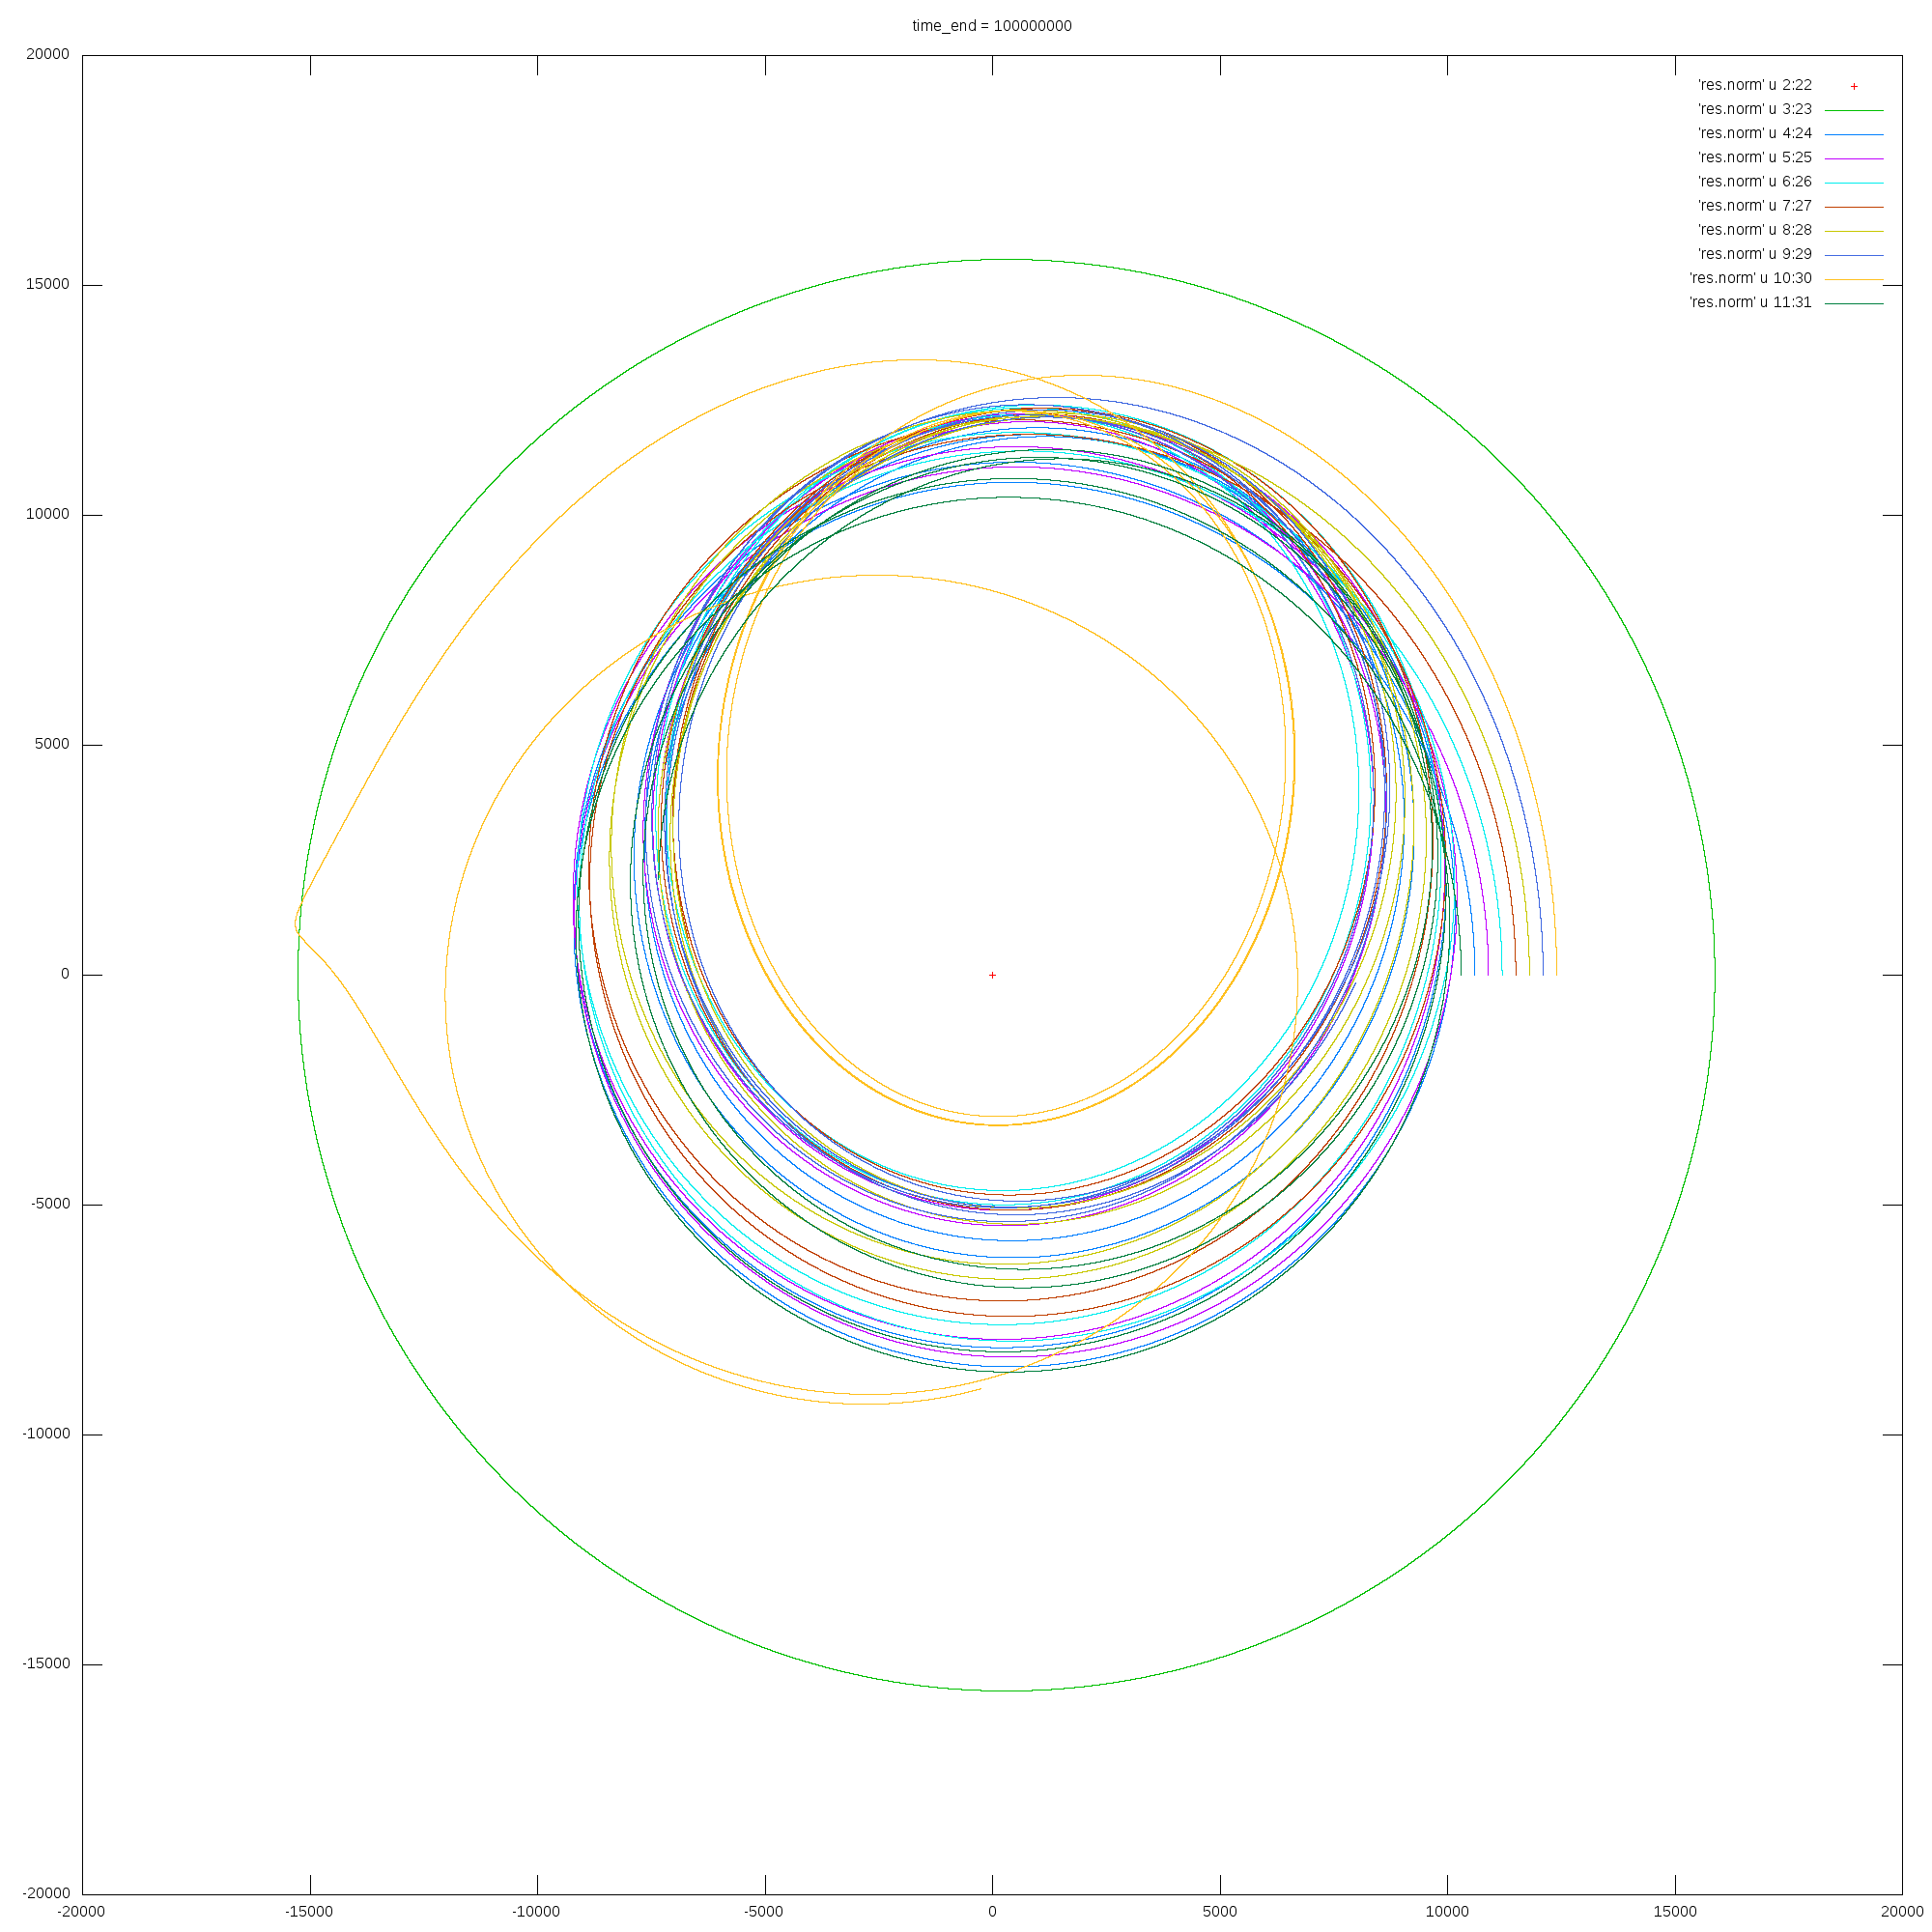 time_end = 100000000
20000
15000
10000
5000
0
-5000
-10000
-15000
-20000
-20000 -15000 -10000 -5000 0 5000 10000 15000 20000
'res.norm' u 2:22
'res.norm' u 3:23
'res.norm' u 4:24
'res.norm' u 5:25
'res.norm' u 6:26
'res.norm' u 7:27
'res.norm' u 8:28
'res.norm' u 9:29
'res.norm' u 10:30
'res.norm' u 11:31